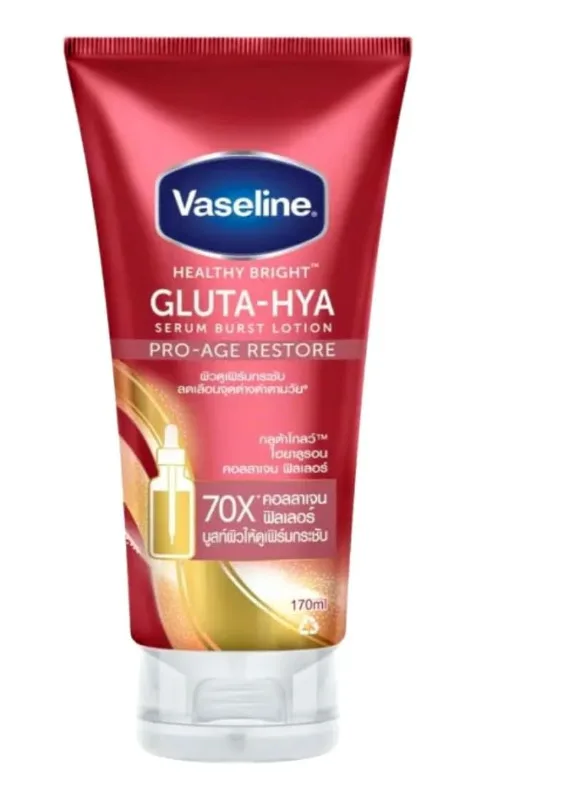 Vaseline®
HEALTHY BRIGHT™
GLUTA-HYA
SERUM BURST LOTION
PRO-AGE RESTORE
ผิวดูเฟิร์มกระชับ
ลดเลือนจุดด่างดำตามวัย*
กลูต้าโกลว์™
ไฮยาลูรอน
คอลลาเจน ฟิลเลอร์
70X* คอลลาเจน
ฟิลเลอร์
บูสท์ผิวให้ดูเฟิร์มกระชับ
170ml